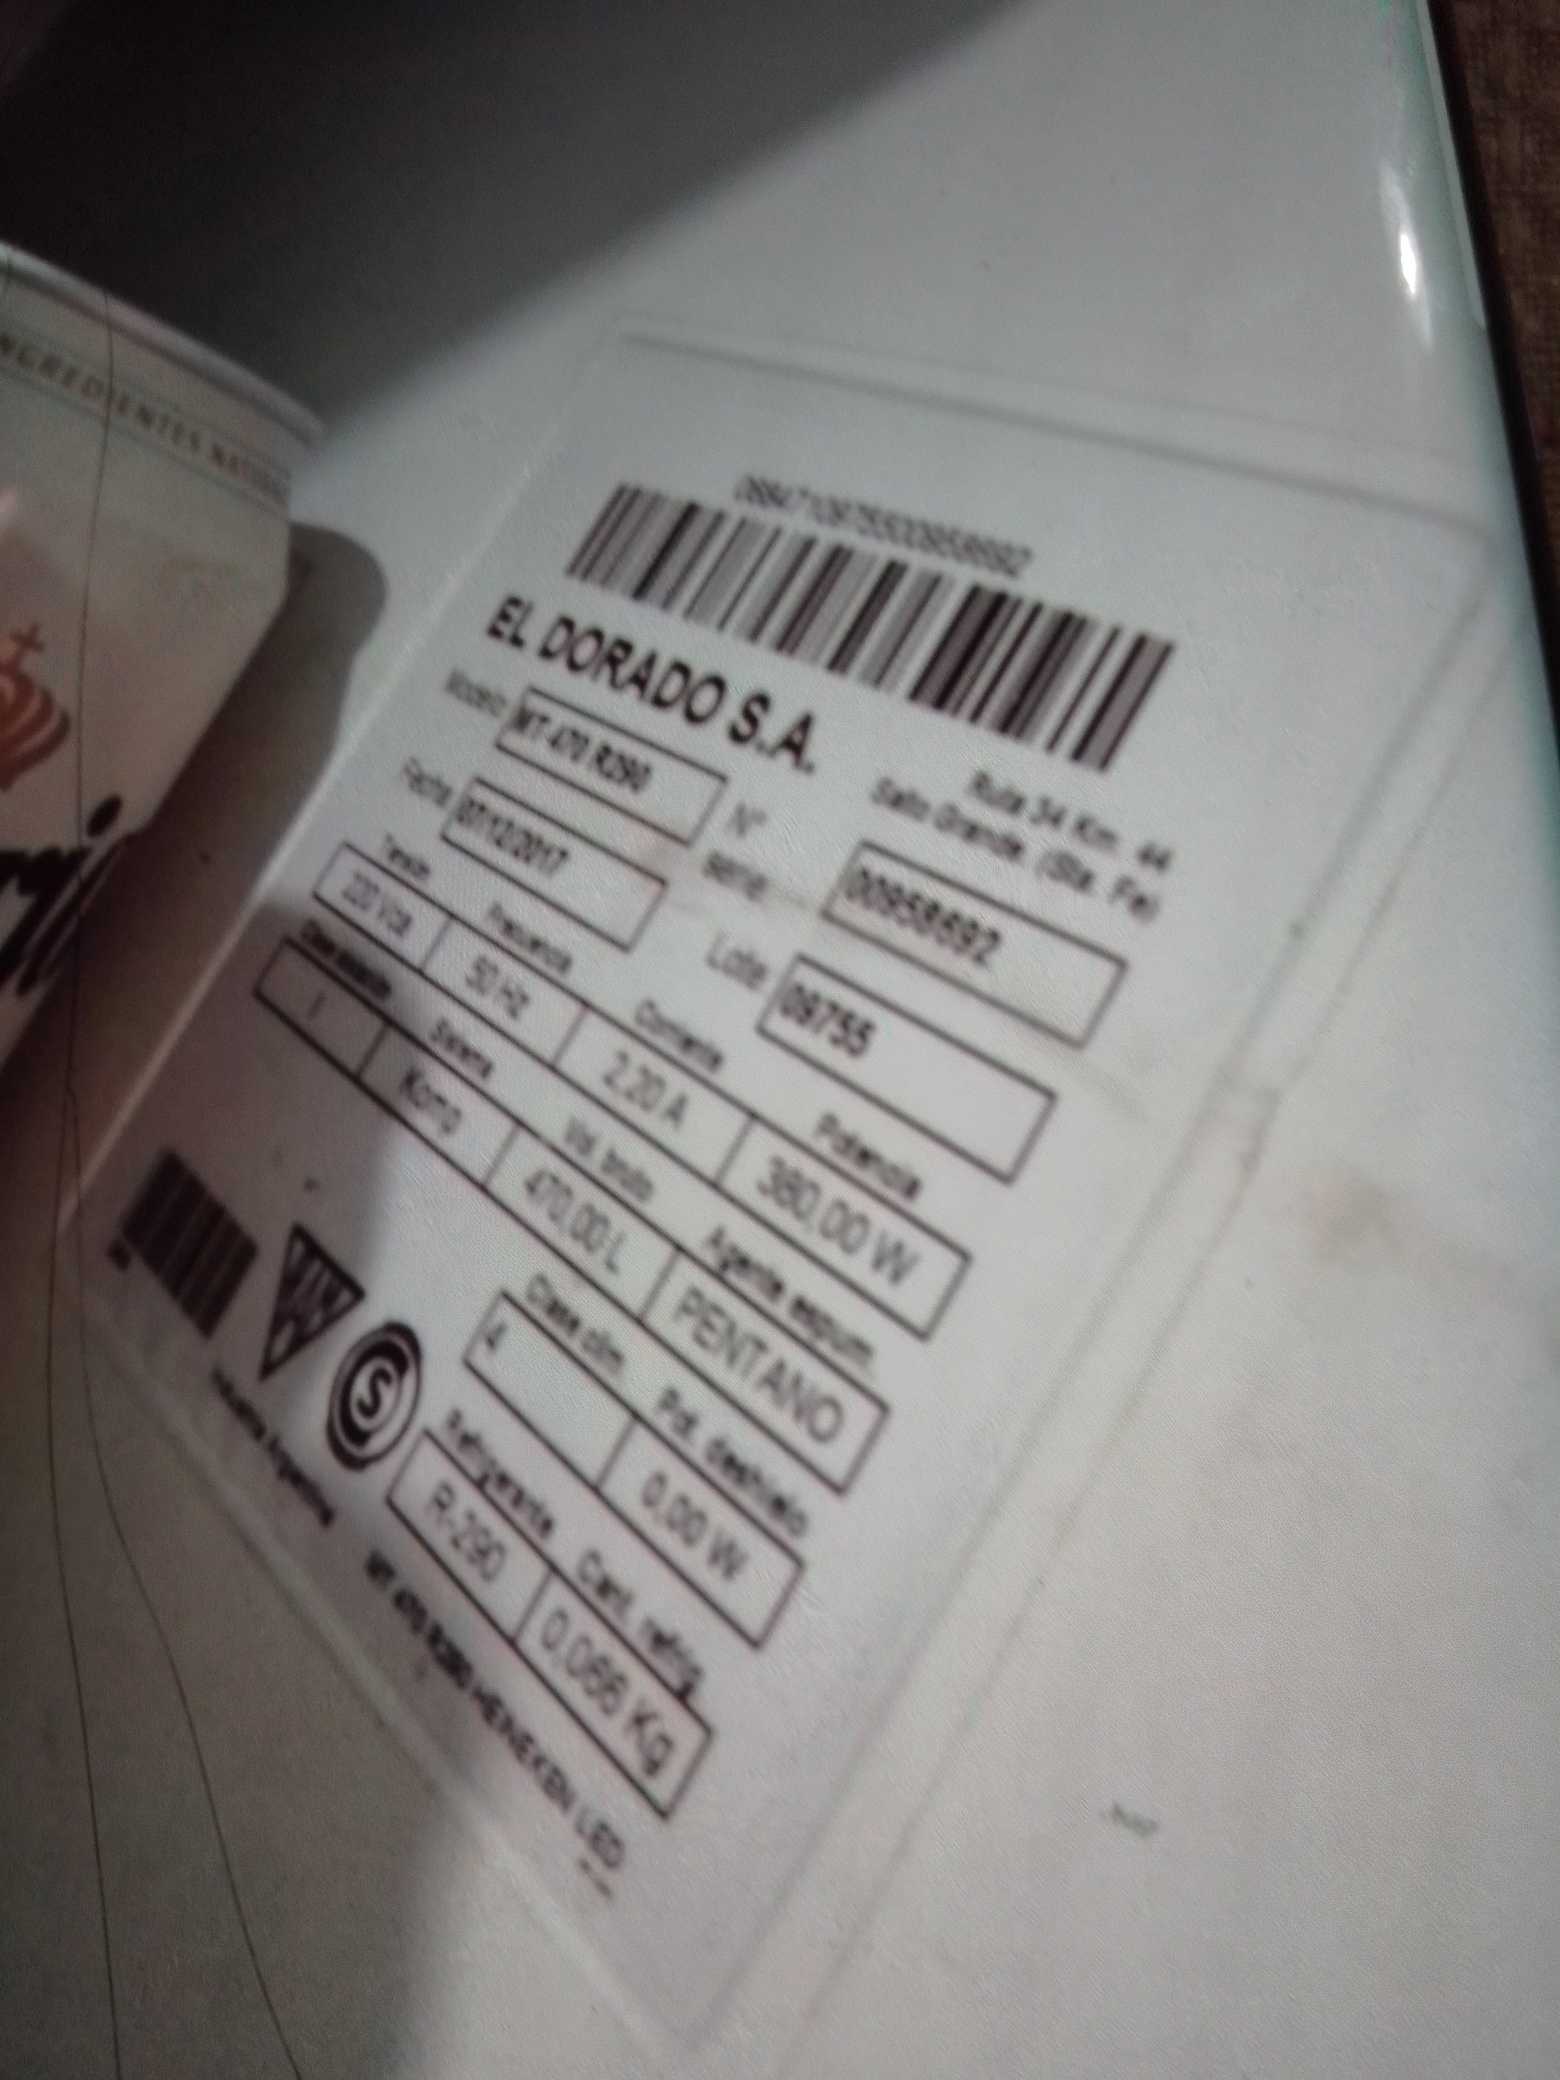 INGREDIENTES NATU
EL DORADO S.A.
Ruta 34 Km. 44
Salto Grande. (Sta. Fe)
Modelo MT 470 R290 N° serie 00958692
Fecha 07/12/2017 Lote 09755
Tensión Frecuencia Corriente Potencia
220 Vca 50 Hz 2,20 A 380,00 W
Sistema Vol. bruto Agente espum.
I Komp 470,00 L PENTANO
Clase clim. Pot. deshielo
4 0,00 W
Refrigerante Cant. refrig.
R-290 0,066 Kg
S
Industria Argentina
MT 470 R290 HEINEKEN LED